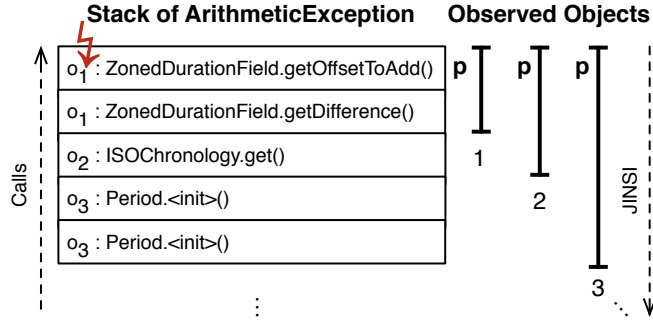 Stack of ArithmeticException Observed Objects
o1 : ZonedDurationField.getOffsetToAdd() p p p
o1 : ZonedDurationField.getDifference()
1
o2 : ISOChronology.get()
2
o3 : Period.<init>()
o3 : Period.<init>()
3
Calls
JINSI
⋮
⋱